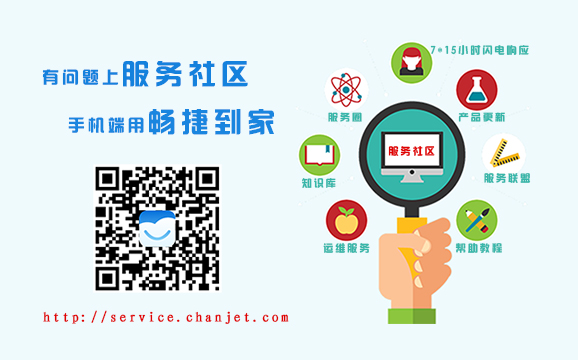 有问题上服务社区
手机端用畅捷到家
http://service.chanjet.com
7*15小时闪电响应
服务圈
产品更新
服务社区
知识库
服务联盟
运维服务
帮助教程